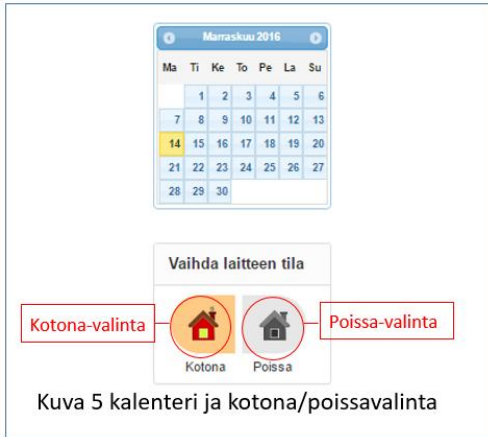 Marraskuu 2016
Ma Ti Ke To Pe La Su
1 2 3 4 5 6
7 8 9 10 11 12 13
14 15 16 17 18 19 20
21 22 23 24 25 26 27
28 29 30
Vaihda laitteen tila
Kotona-valinta
Poissa-valinta
Kotona Poissa
Kuva 5 kalenteri ja kotona/poissavalinta